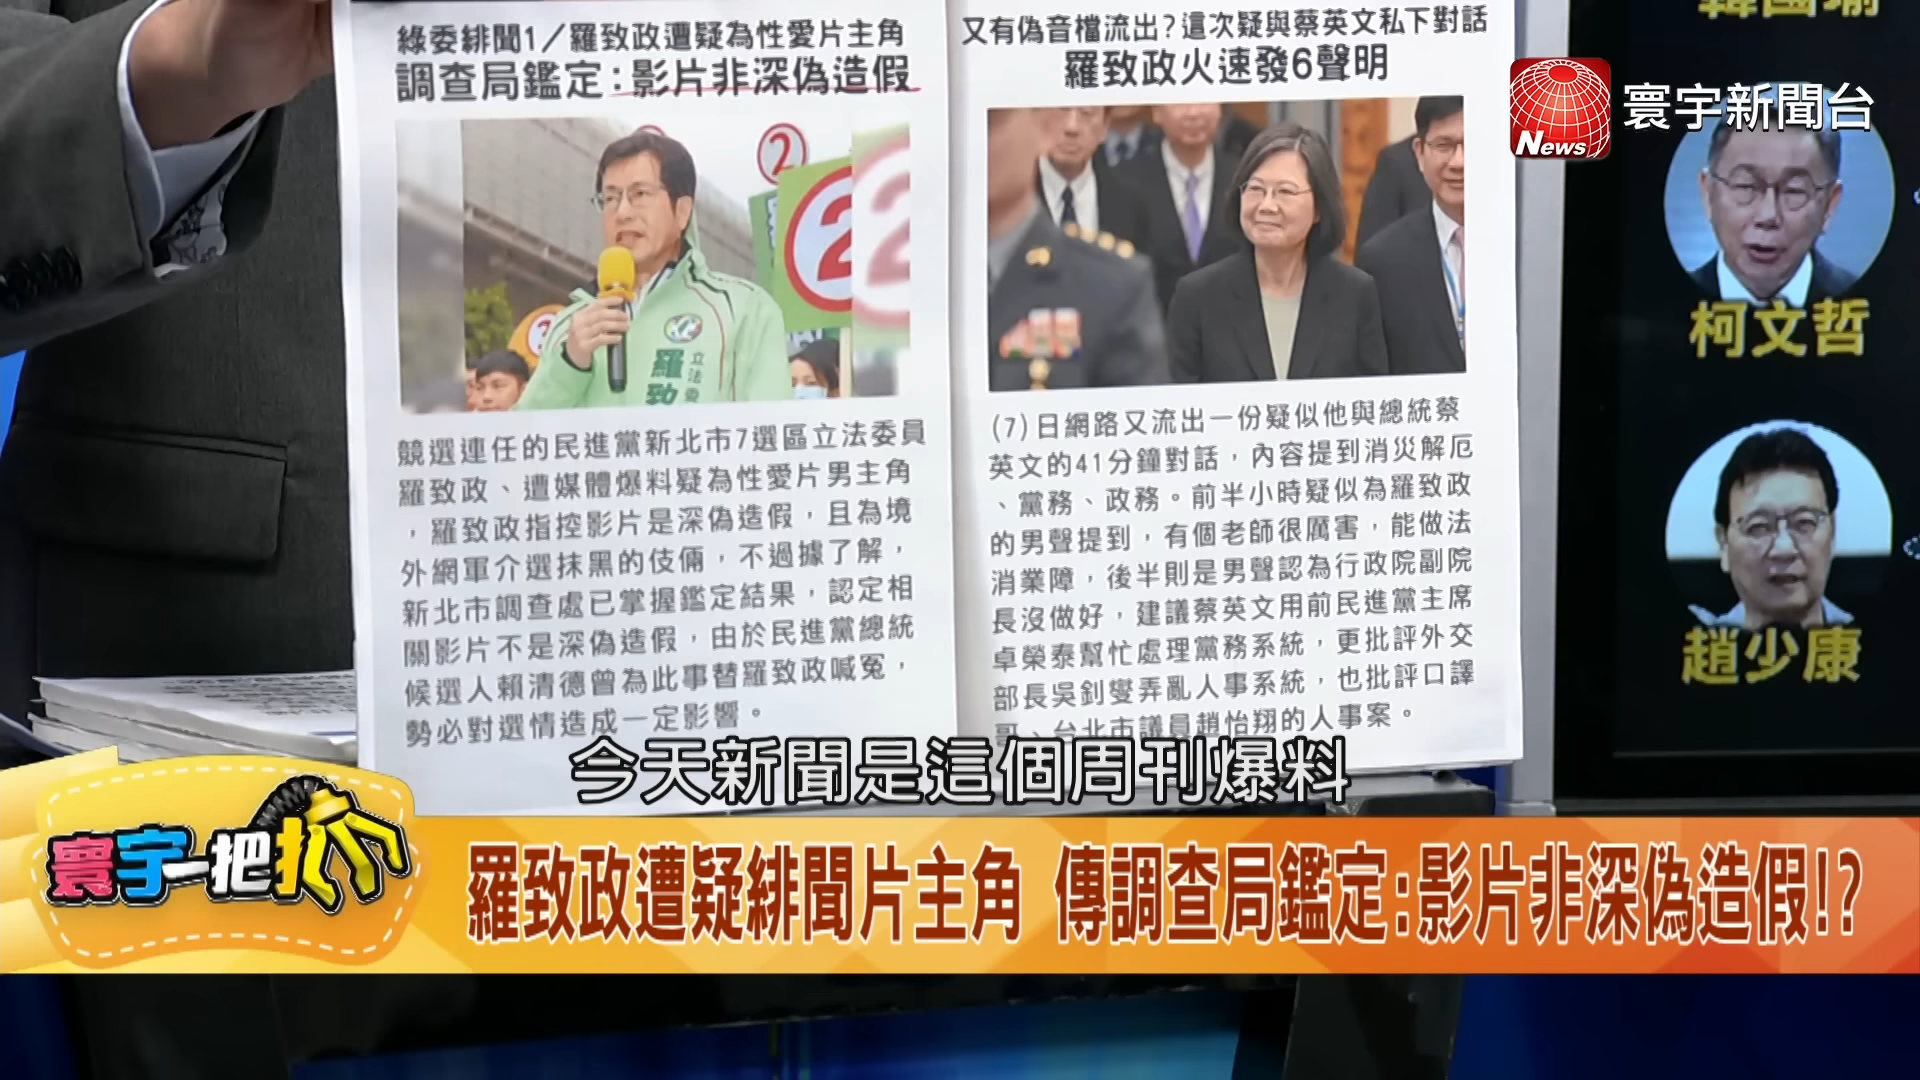 綠委緋聞1／羅致政遭疑為性愛片主角
調查局鑑定：影片非深偽造假
立法委
羅致
競選連任的民進黨新北市7選區立法委員
羅致政、遭媒體爆料疑為性愛片男主角
，羅致政指控影片是深偽造假，且為境
外網軍介選抹黑的伎倆，不過據了解，
新北市調查處已掌握鑑定結果，認定相
關影片不是深偽造假，由於民進黨總統
候選人賴清德曾為此事替羅致政喊冤，
勢必對選情造成一定影響。
又有偽音檔流出？這次疑與蔡英文私下對話
羅致政火速發6聲明
(7)日網路又流出一份疑似他與總統蔡
英文的41分鐘對話，內容提到消災解厄
、黨務、政務。前半小時疑似為羅致政
的男聲提到，有個老師很厲害，能做法
消業障，後半則是男聲認為行政院副院
長沒做好，建議蔡英文用前民進黨主席
卓榮泰幫忙處理黨務系統，更批評外交
部長吳釗燮弄亂人事系統，也批評口譯
哥、台北市議員趙怡翔的人事案。
韓國瑜
News
寰宇新聞台
柯文哲
趙少康
今天新聞是這個周刊爆料
寰宇一把抓
羅致政遭疑緋聞片主角 傳調查局鑑定:影片非深偽造假!?